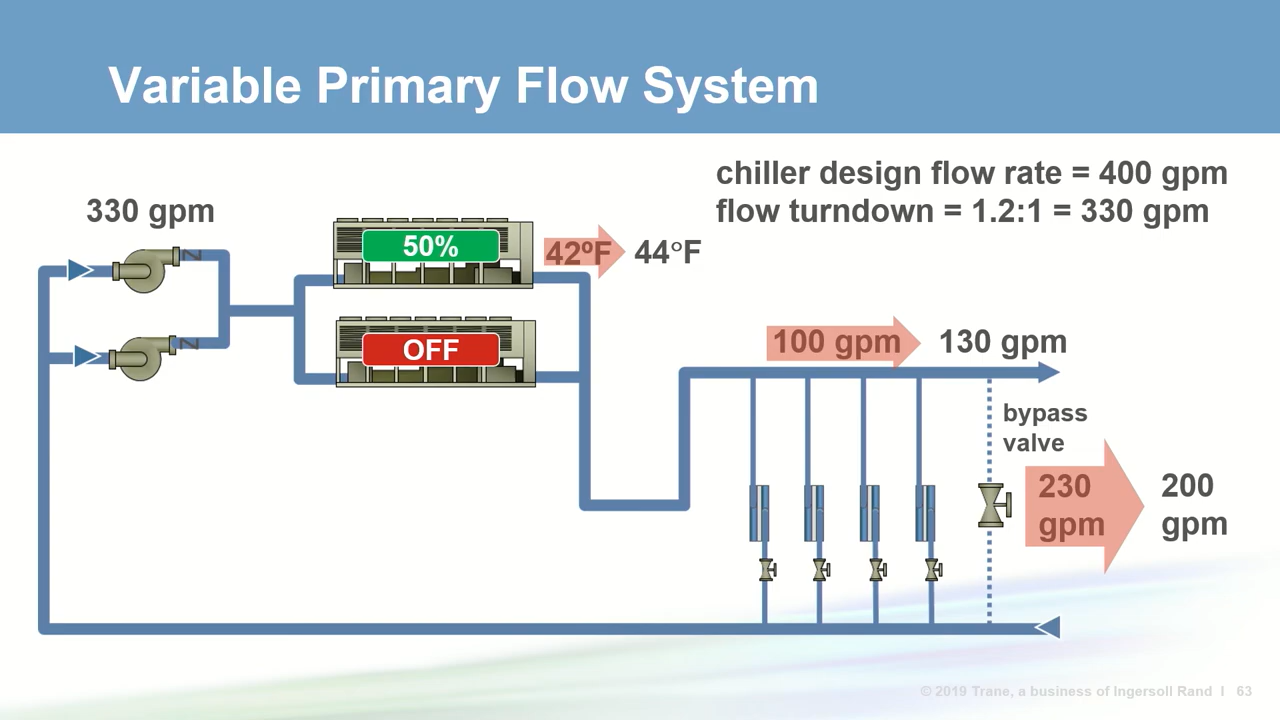 Variable Primary Flow System
chiller design flow rate = 400 gpm
flow turndown = 1.2:1 = 330 gpm
330 gpm
50%
42ºF 44°F
OFF
100 gpm 130 gpm
bypass
valve
230
gpm
200
gpm
© 2019 Trane, a business of Ingersoll Rand I 63